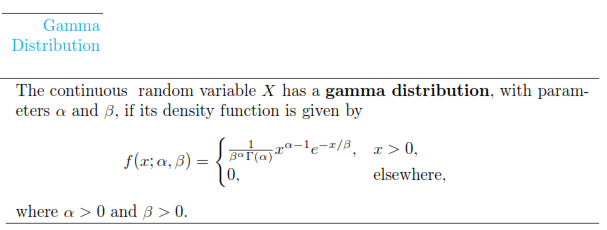 Gamma
Distribution
The continuous random variable X has a gamma distribution, with param-
eters α and β, if its density function is given by
f(x; α, β) = { 1/(β^α Γ(α)) x^(α−1) e^(−x/β), x > 0,
0, elsewhere,
where α > 0 and β > 0.